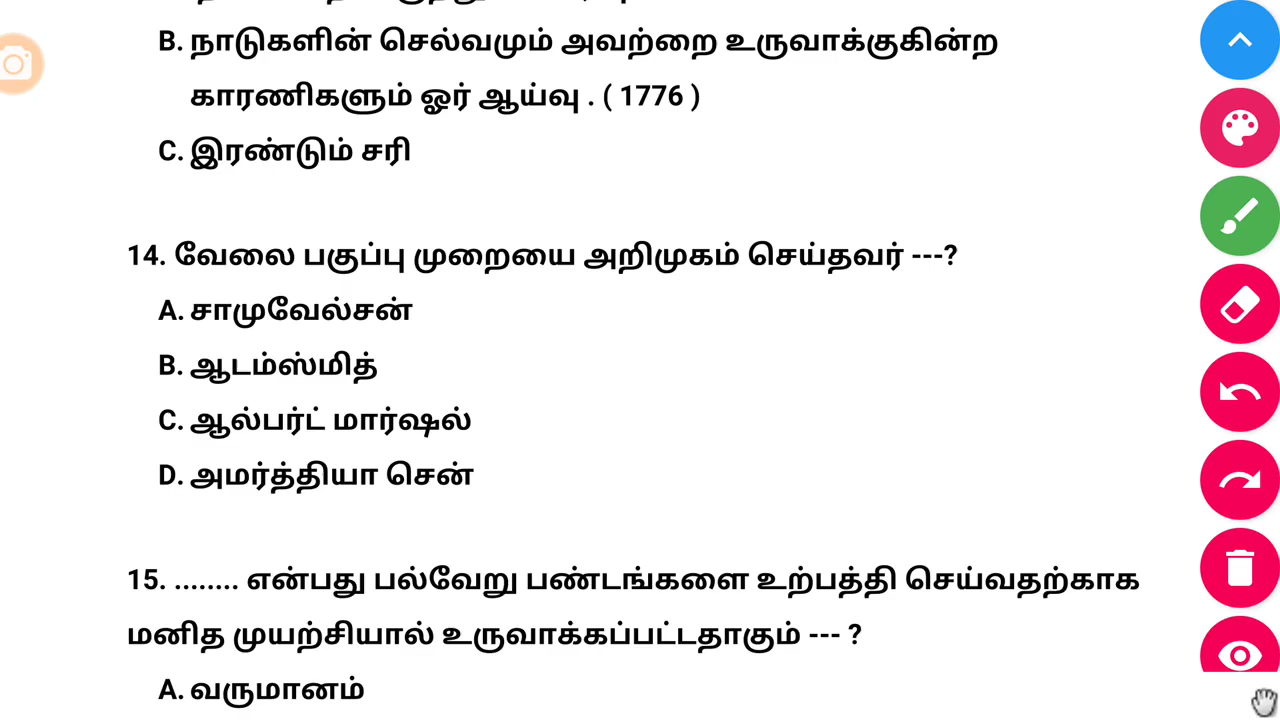 B. நாடுகளின் செல்வமும் அவற்றை உருவாக்குகின்ற
காரணிகளும் ஓர் ஆய்வு . ( 1776 )
C. இரண்டும் சரி
14. வேலை பகுப்பு முறையை அறிமுகம் செய்தவர் ---?
A. சாமுவேல்சன்
B. ஆடம்ஸ்மித்
C. ஆல்பர்ட் மார்ஷல்
D. அமர்த்தியா சென்
15. ........ என்பது பல்வேறு பண்டங்களை உற்பத்தி செய்வதற்காக
மனித முயற்சியால் உருவாக்கப்பட்டதாகும் --- ?
A. வருமானம்